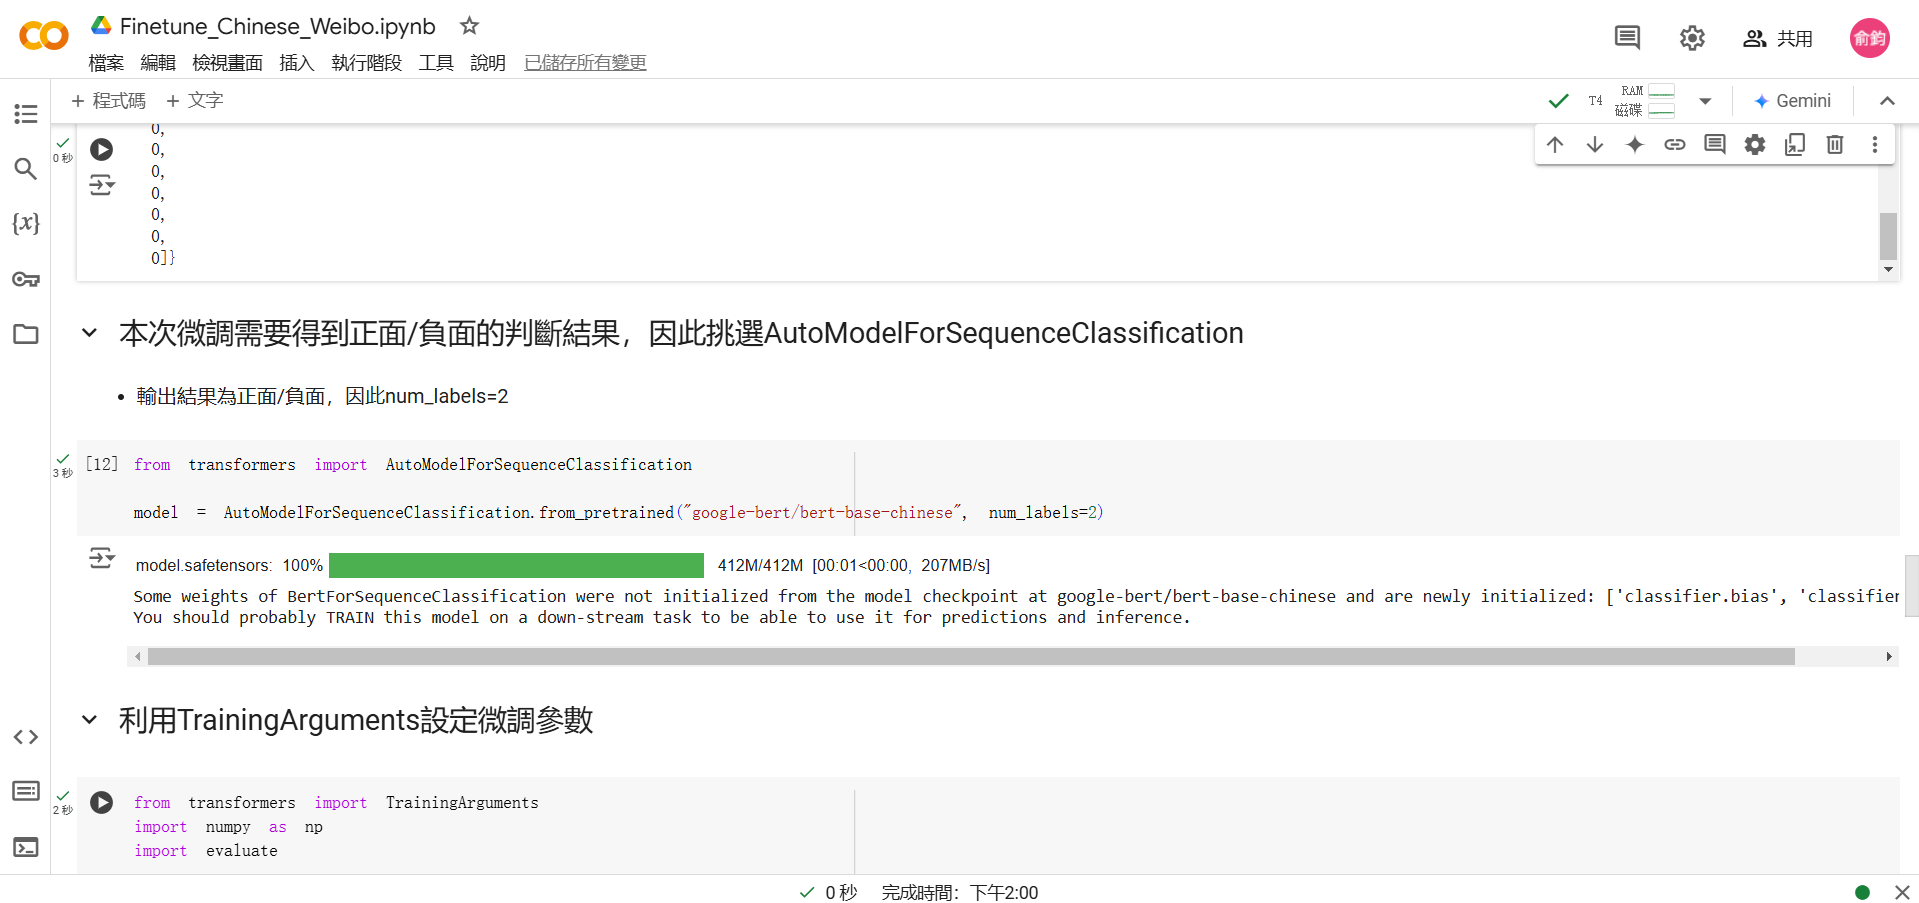 Finetune_Chinese_Weibo.ipynb
檔案 編輯 檢視畫面 插入 執行階段 工具 說明 已儲存所有變更
共用
俞鈞
+ 程式碼 + 文字
T4 RAM
磁碟
Gemini
0 秒
0,
0,
0,
0,
0,
0,
0]}
{x}
本次微調需要得到正面/負面的判斷結果，因此挑選AutoModelForSequenceClassification
• 輸出結果為正面/負面，因此num_labels=2
3 秒
[12] from transformers import AutoModelForSequenceClassification
model = AutoModelForSequenceClassification.from_pretrained("google-bert/bert-base-chinese", num_labels=2)
model.safetensors: 100% 412M/412M [00:01<00:00, 207MB/s]
Some weights of BertForSequenceClassification were not initialized from the model checkpoint at google-bert/bert-base-chinese and are newly initialized: ['classifier.bias', 'classifier
You should probably TRAIN this model on a down-stream task to be able to use it for predictions and inference.
利用TrainingArguments設定微調參數
2 秒
from transformers import TrainingArguments
import numpy as np
import evaluate
0 秒 完成時間：下午2:00